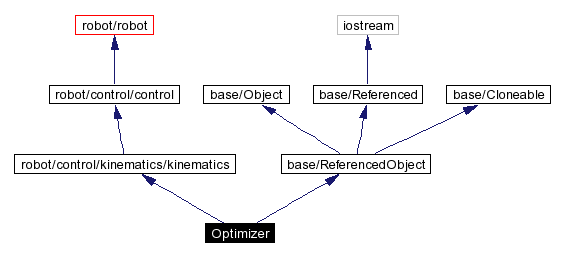 robot/robot
iostream
robot/control/control
base/Object
base/Referenced
base/Cloneable
robot/control/kinematics/kinematics
base/ReferencedObject
Optimizer